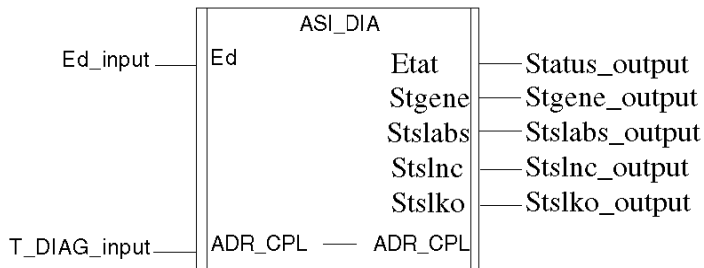 ASI_DIA
Ed_input Ed Etat Status_output
Stgene Stgene_output
Stslabs Stslabs_output
Stslnc Stslnc_output
Stslko Stslko_output
T_DIAG_input ADR_CPL ADR_CPL